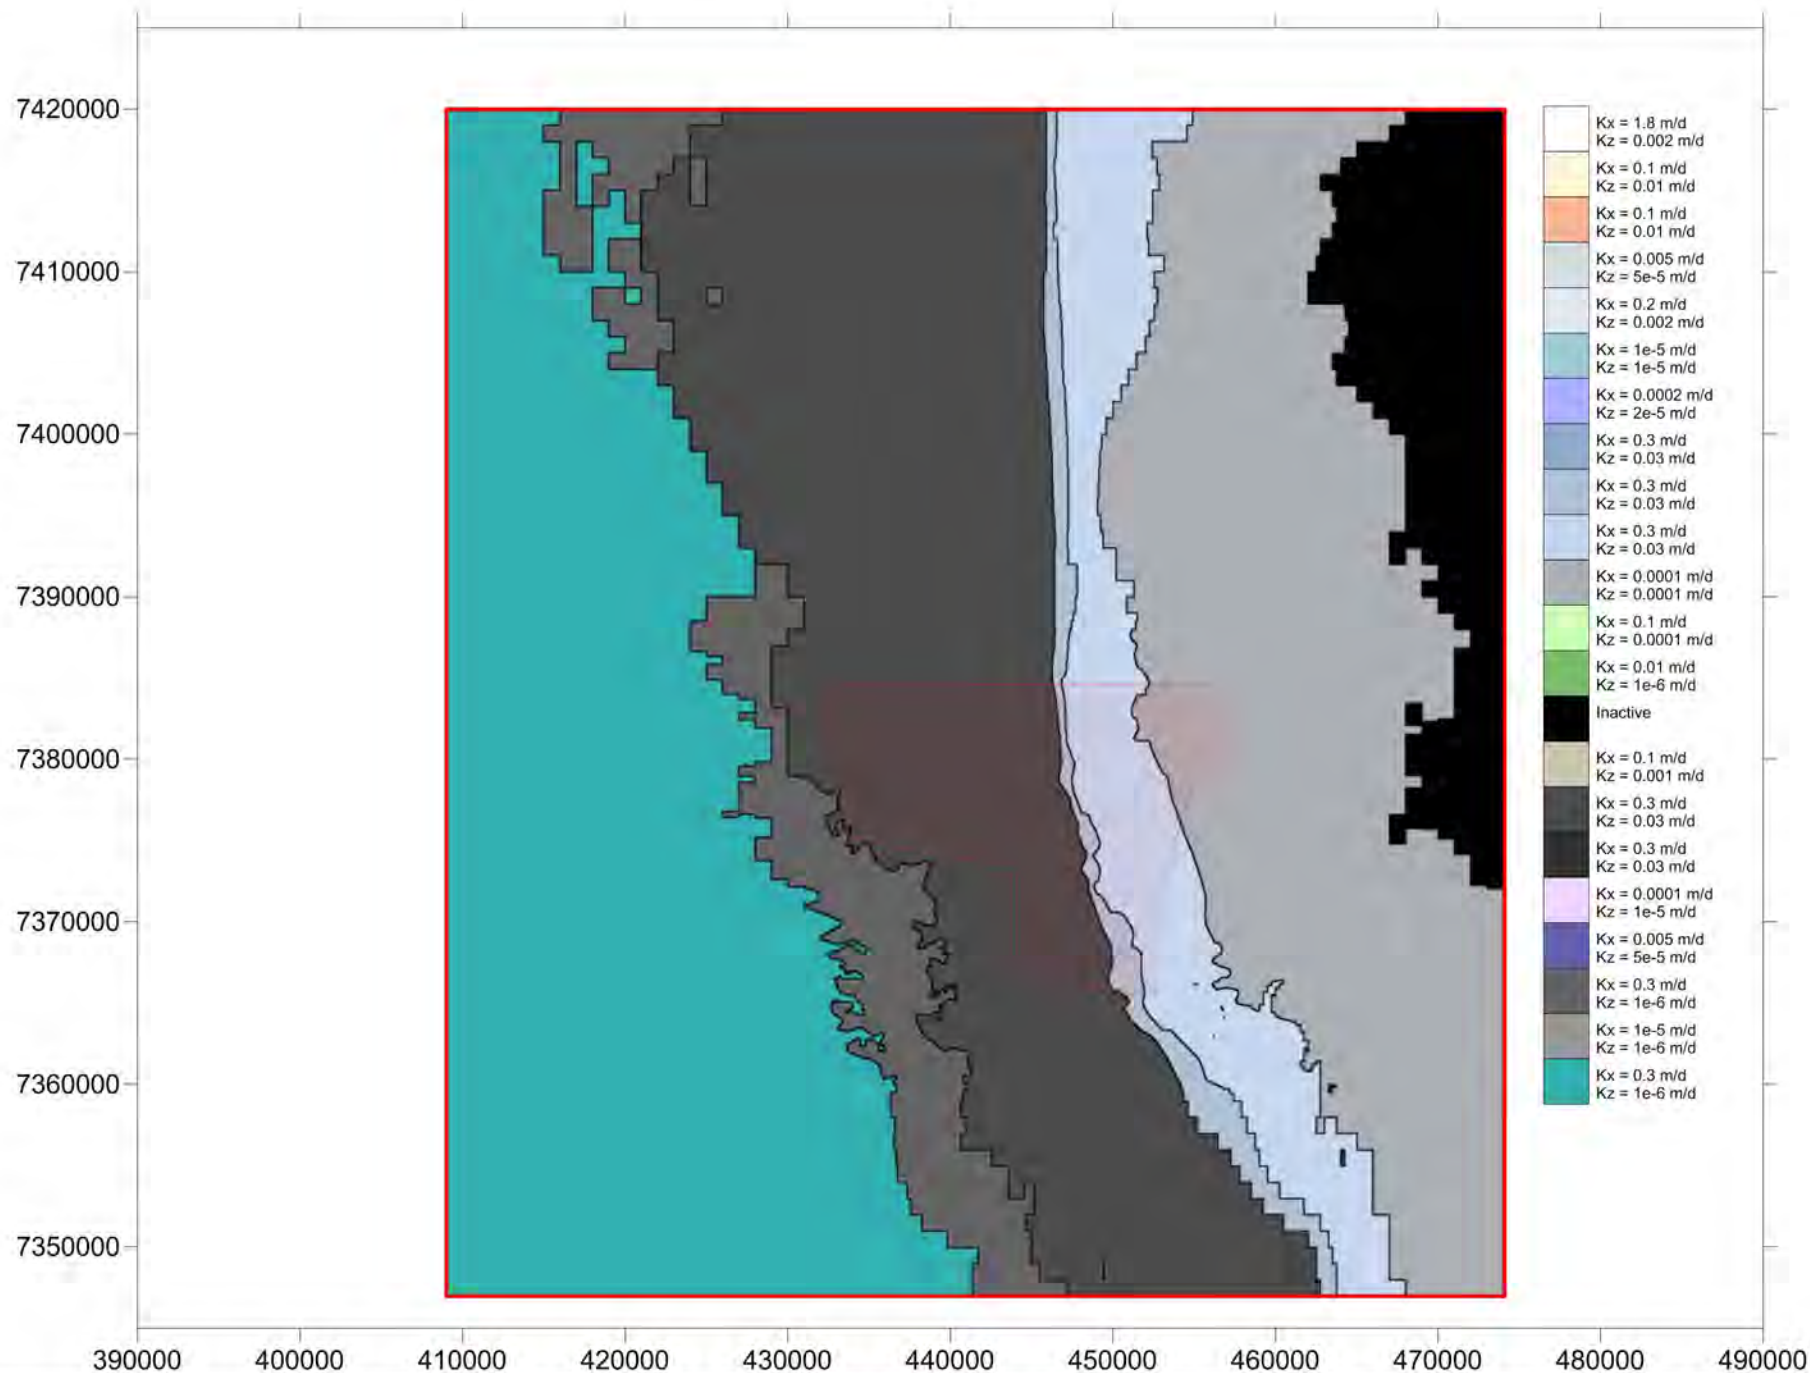 7420000
7410000
7400000
7390000
7380000
7370000
7360000
7350000
390000 400000 410000 420000 430000 440000 450000 460000 470000 480000 490000
Kx = 1.8 m/d
Kz = 0.002 m/d
Kx = 0.1 m/d
Kz = 0.01 m/d
Kx = 0.1 m/d
Kz = 0.01 m/d
Kx = 0.005 m/d
Kz = 5e-5 m/d
Kx = 0.2 m/d
Kz = 0.002 m/d
Kx = 1e-5 m/d
Kz = 1e-5 m/d
Kx = 0.0002 m/d
Kz = 2e-5 m/d
Kx = 0.3 m/d
Kz = 0.03 m/d
Kx = 0.3 m/d
Kz = 0.03 m/d
Kx = 0.3 m/d
Kz = 0.03 m/d
Kx = 0.0001 m/d
Kz = 0.0001 m/d
Kx = 0.1 m/d
Kz = 0.0001 m/d
Kx = 0.01 m/d
Kz = 1e-6 m/d
Inactive
Kx = 0.1 m/d
Kz = 0.001 m/d
Kx = 0.3 m/d
Kz = 0.03 m/d
Kx = 0.3 m/d
Kz = 0.03 m/d
Kx = 0.0001 m/d
Kz = 1e-5 m/d
Kx = 0.005 m/d
Kz = 5e-5 m/d
Kx = 0.3 m/d
Kz = 1e-6 m/d
Kx = 1e-5 m/d
Kz = 1e-6 m/d
Kx = 0.3 m/d
Kz = 1e-6 m/d